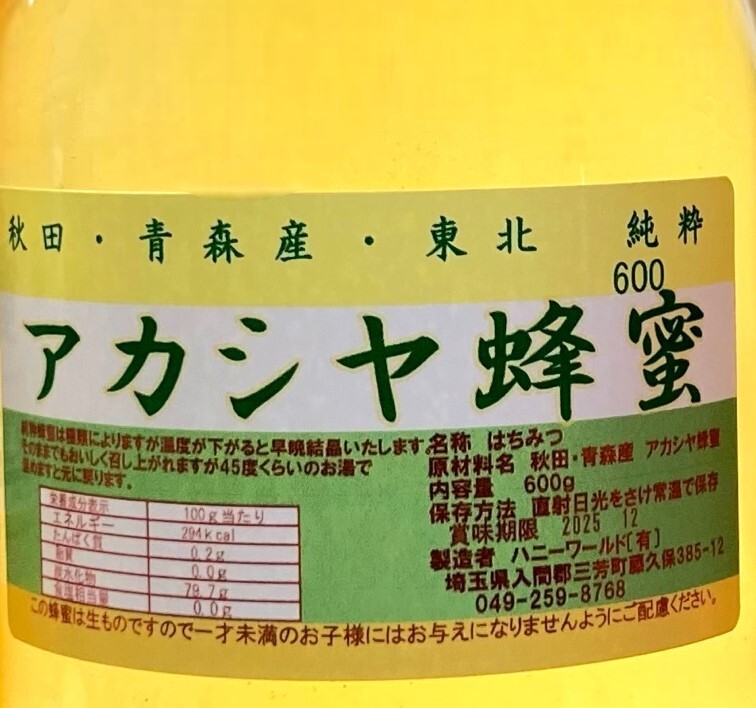 秋田・青森産・東北 純粋
600
アカシヤ蜂蜜
純粋蜂蜜は種類によりますが温度が下がると早晩結晶いたします。
そのままでもおいしく召し上がれますが45度くらいのお湯で
温めますと元に戻ります。
栄養成分表示 100g当たり
エネルギー 294kcal
たんぱく質 0.2g
脂質 0.0g
炭水化物 79.7g
食塩相当量 0.0g
名称 はちみつ
原材料名 秋田・青森産 アカシヤ蜂蜜
内容量 600g
保存方法 直射日光をさけ常温で保存
賞味期限 2025 12
製造者 ハニーワールド[有]
埼玉県入間郡三芳町藤久保385-12
049-259-8768
この蜂蜜は生ものですので一才未満のお子様にはお与えになりませんようにご配慮ください。